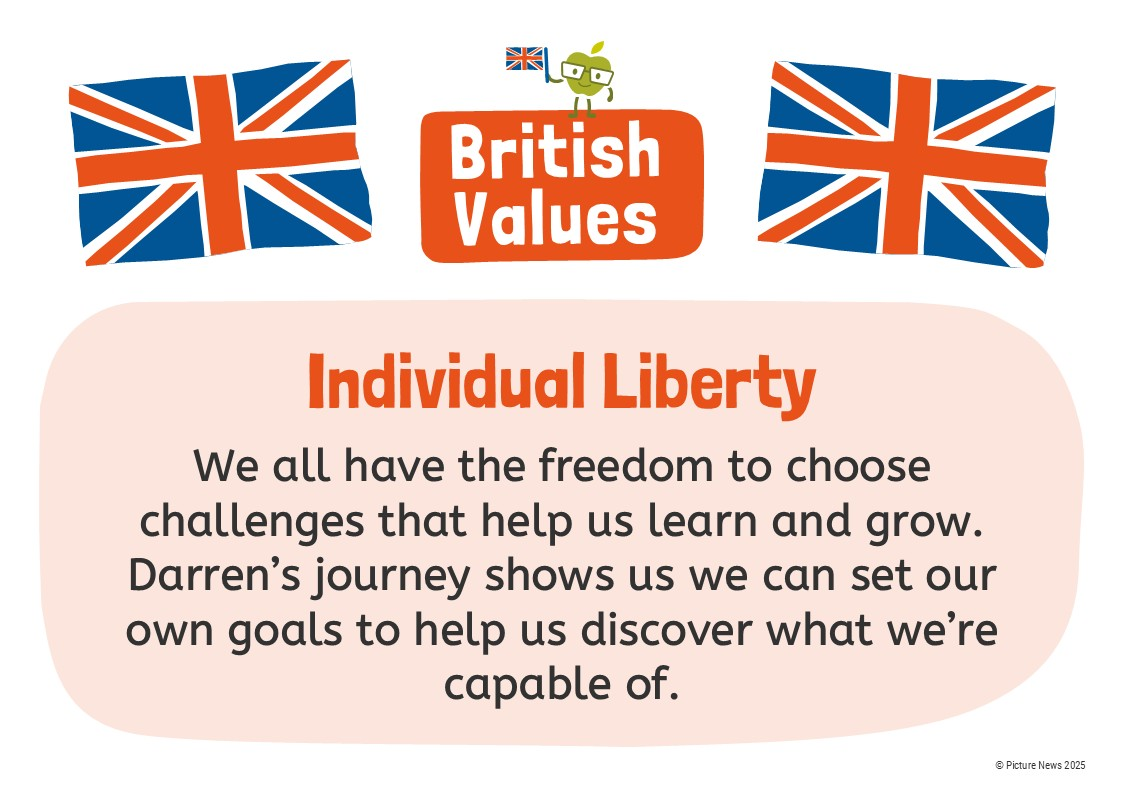 British
Values
Individual Liberty
We all have the freedom to choose
challenges that help us learn and grow.
Darren’s journey shows us we can set our
own goals to help us discover what we’re
capable of.
© Picture News 2025